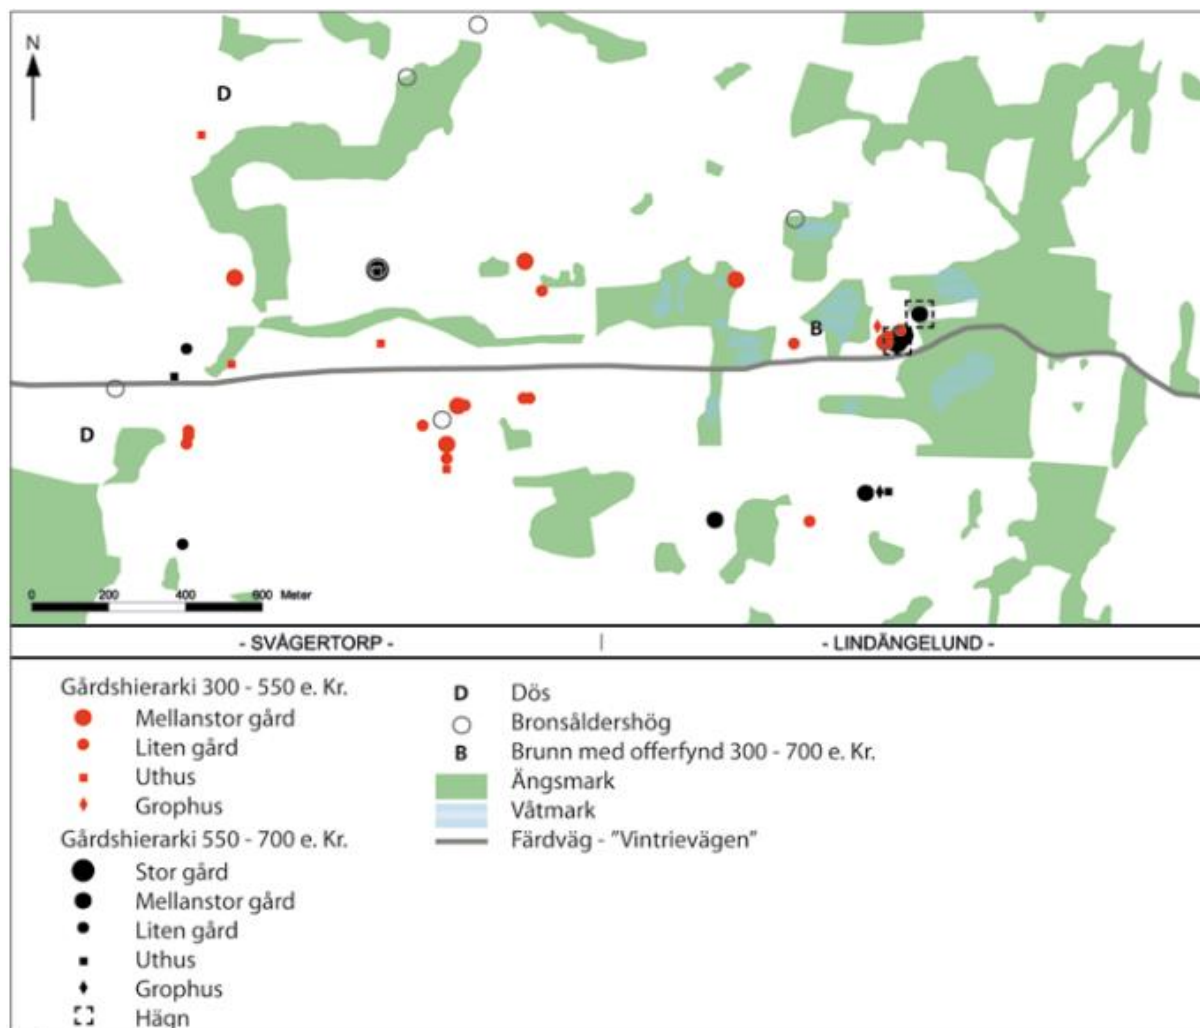 N
D
B
D
0 200 400 600 Meter
- SVÅGERTORP - | - LINDÄNGELUND -
Gårdshierarki 300 - 550 e. Kr.
Mellanstor gård
Liten gård
Uthus
Grophus
Gårdshierarki 550 - 700 e. Kr.
Stor gård
Mellanstor gård
Liten gård
Uthus
Grophus
Hägn
D Dös
Bronsåldershög
B Brunn med offerfynd 300 - 700 e. Kr.
Ängsmark
Våtmark
Färdväg - ”Vintrievägen”